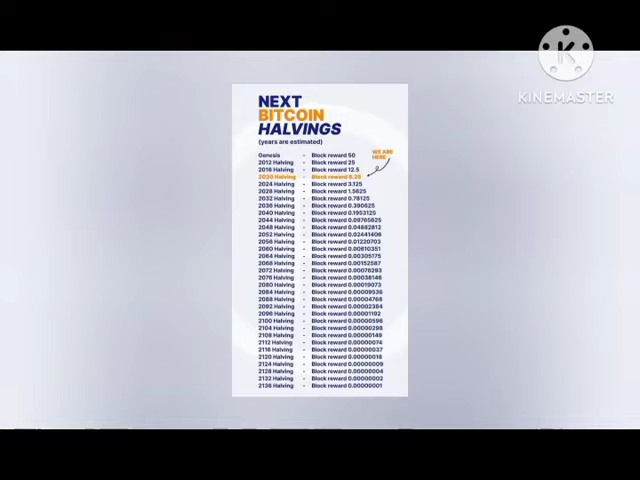 KINEMASTER
NEXT
BITCOIN
HALVINGS
(years are estimated)
WE ARE
HERE
Genesis - Block reward 50
2012 Halving - Block reward 25
2016 Halving - Block reward 12.5
2020 Halving - Block reward 6.25
2024 Halving - Block reward 3.125
2028 Halving - Block reward 1.5625
2032 Halving - Block reward 0.78125
2036 Halving - Block reward 0.390625
2040 Halving - Block reward 0.1953125
2044 Halving - Block reward 0.09765625
2048 Halving - Block reward 0.04882812
2052 Halving - Block reward 0.02441406
2056 Halving - Block reward 0.01220703
2060 Halving - Block reward 0.00610351
2064 Halving - Block reward 0.00305175
2068 Halving - Block reward 0.00152587
2072 Halving - Block reward 0.00076293
2076 Halving - Block reward 0.00038146
2080 Halving - Block reward 0.00019073
2084 Halving - Block reward 0.00009536
2088 Halving - Block reward 0.00004768
2092 Halving - Block reward 0.00002384
2096 Halving - Block reward 0.00001192
2100 Halving - Block reward 0.00000596
2104 Halving - Block reward 0.00000298
2108 Halving - Block reward 0.00000149
2112 Halving - Block reward 0.00000074
2116 Halving - Block reward 0.00000037
2120 Halving - Block reward 0.00000018
2124 Halving - Block reward 0.00000009
2128 Halving - Block reward 0.00000004
2132 Halving - Block reward 0.00000002
2136 Halving - Block reward 0.00000001